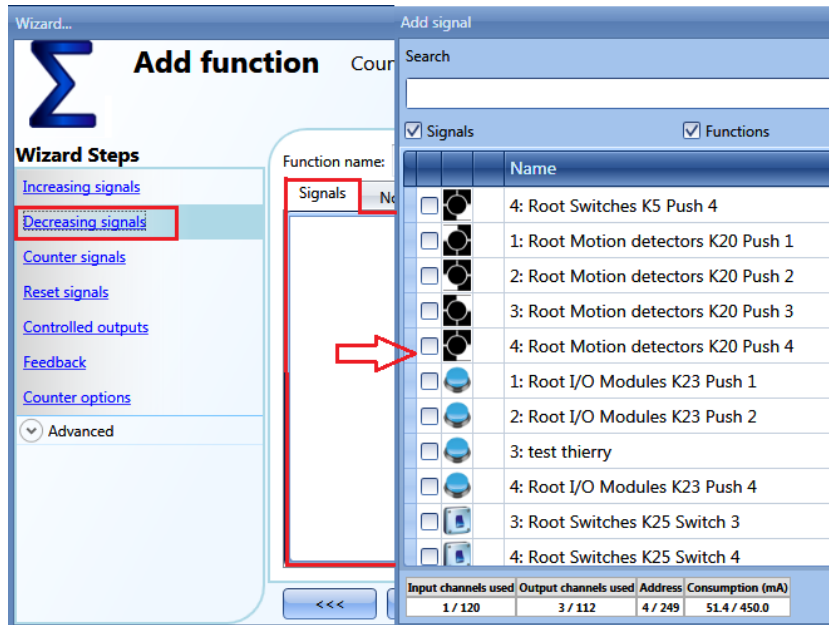 Wizard...
Add function
Wizard Steps
Increasing signals
Decreasing signals
Counter signals
Reset signals
Controlled outputs
Feedback
Counter options
Advanced
Function name:
Signals
<<<
Add signal
Search
Signals
Functions
Name
4: Root Switches K5 Push 4
1: Root Motion detectors K20 Push 1
2: Root Motion detectors K20 Push 2
3: Root Motion detectors K20 Push 3
4: Root Motion detectors K20 Push 4
1: Root I/O Modules K23 Push 1
2: Root I/O Modules K23 Push 2
3: test thierry
4: Root I/O Modules K23 Push 4
3: Root Switches K25 Switch 3
4: Root Switches K25 Switch 4
Input channels used Output channels used Address Consumption (mA)
1 / 120 3 / 112 4 / 249 51.4 / 450.0